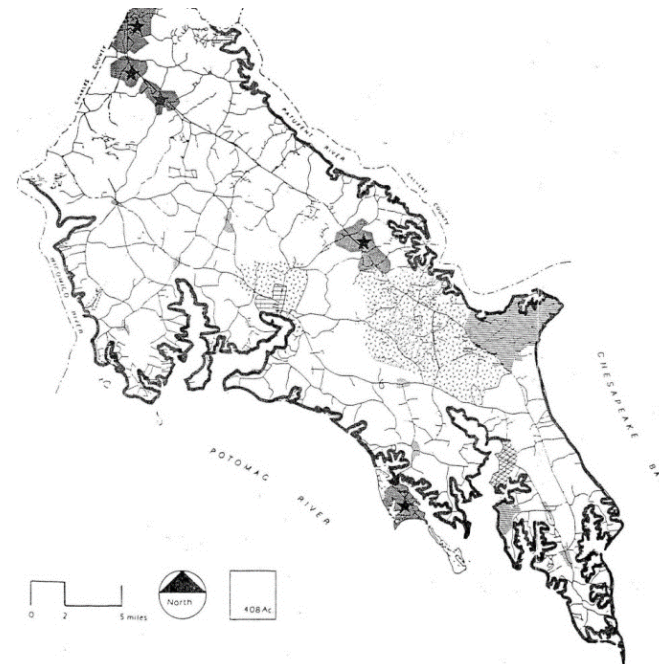 CHARLES COUNTY
PATUXENT RIVER
CALVERT COUNTY
WICOMICO RIVER
CHESAPEAKE BA
POTOMAC RIVER
0 2 5 miles
North
408 Ac